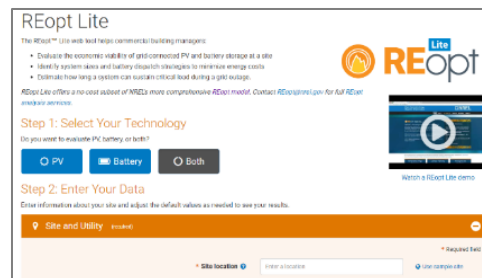 REopt Lite
The REopt™ Lite web tool helps commercial building managers:
• Evaluate the economic viability of grid-connected PV and battery storage at a site
• Identify system sizes and battery dispatch strategies to minimize energy costs
• Estimate how long a system can sustain critical load during a grid outage.
REopt Lite offers a no-cost subset of NREL's more comprehensive REopt model. Contact REopt@nrel.gov for full REopt
analysis services.
Lite
REopt
Watch a REopt Lite demo
Step 1: Select Your Technology
Do you want to evaluate PV, battery, or both?
PV
Battery
Both
Step 2: Enter Your Data
Enter information about your site and adjust the default values as needed to see your results.
Site and Utility (required)
* Required field
* Site location
Enter a location
Use sample site